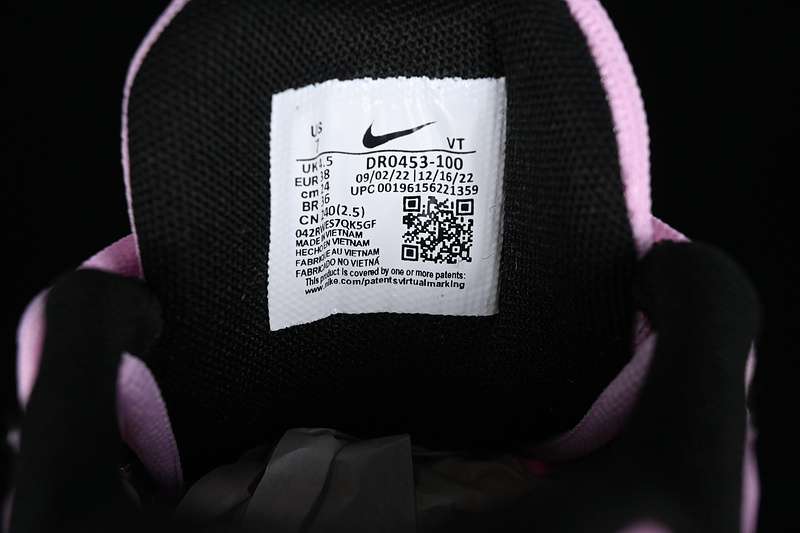 US
7
VT
UK 4.5
EUR 38
cm 24
BR 36
CN 240(2.5)
DR0453-100
09/02/22 | 12/16/22
UPC 00196156221359
MADE IN VIETNAM
HECHO EN VIETNAM
FABRIQUE AU VIETNAM
FABRICADO NO VIETNÃ
This product is covered by one or more patents:
www.nike.com/patentsvirtualmarking